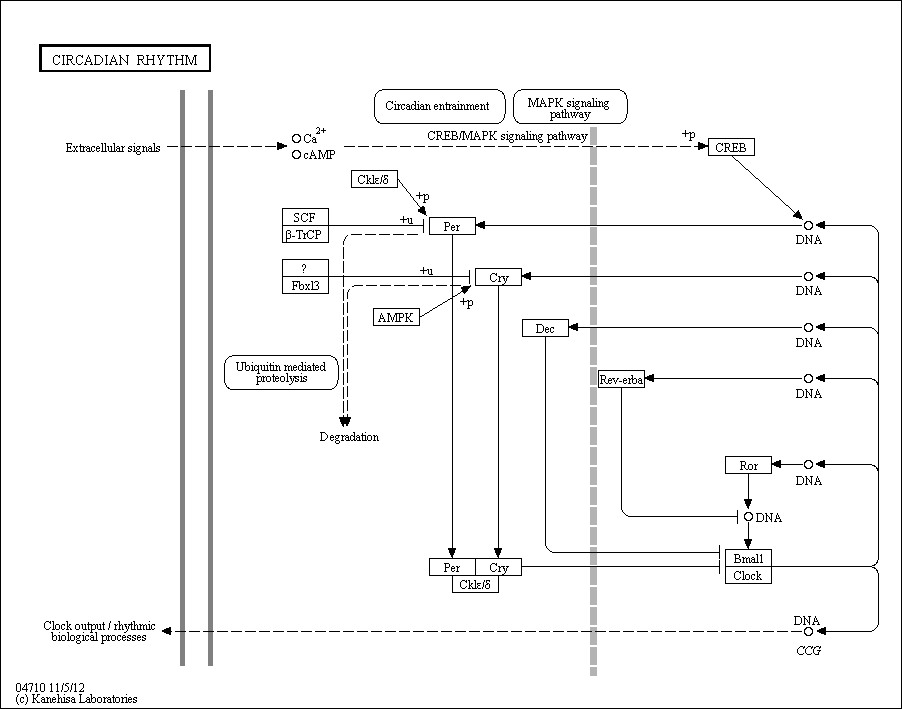 CIRCADIAN RHYTHM
Circadian entrainment
MAPK signaling
pathway
CREB/MAPK signaling pathway
+p
Extracellular signals
Ca2+
cAMP
CREB
CKIε/δ
+p
SCF
β-TrCP
+u
Per
DNA
?
Fbxl3
+u
Cry
DNA
+p
AMPK
Dec
DNA
Ubiquitin mediated
proteolysis
Rev-erbα
DNA
Degradation
Ror
DNA
DNA
Bmal1
Clock
Per
Cry
CKIε/δ
Clock output / rhythmic
biological processes
DNA
CCG
04710 11/5/12
(c) Kanehisa Laboratories